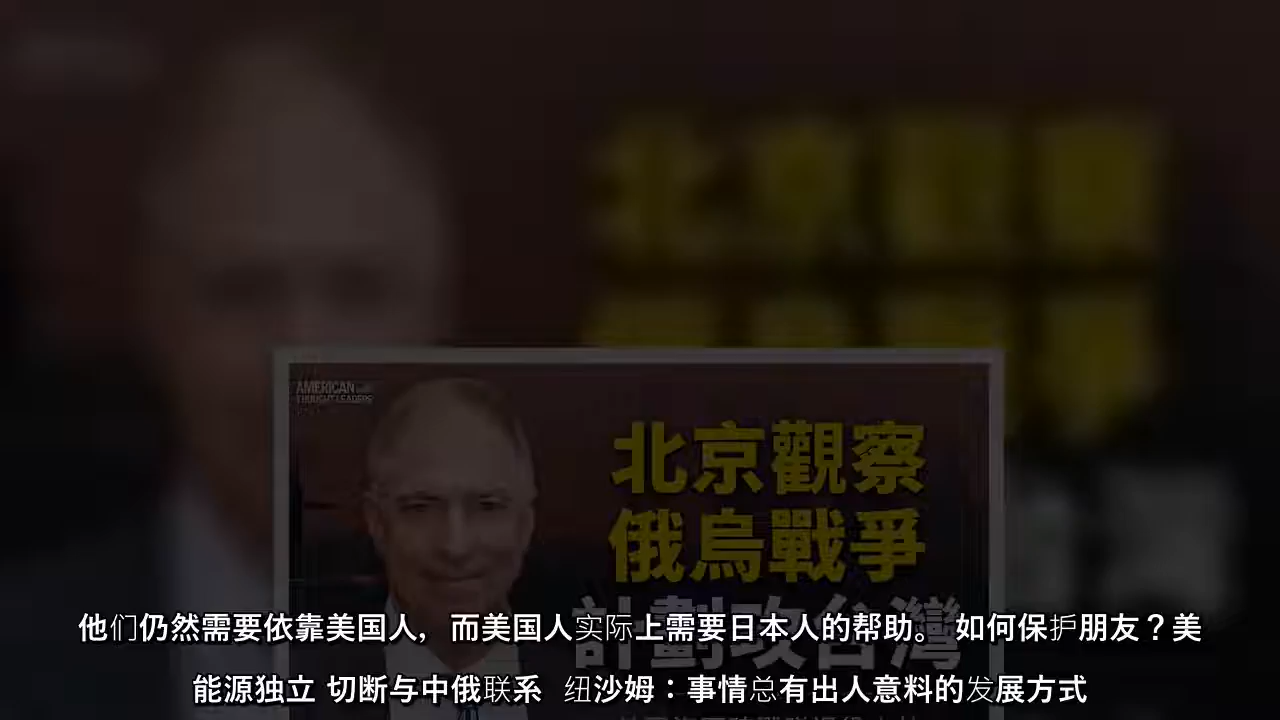 AMERICAN
THOUGHT LEADERS
北京觀察
俄烏戰爭
計劃攻台灣
他们仍然需要依靠美国人，而美国人实际上需要日本人的帮助。 如何保护朋友？美
能源独立 切断与中俄联系 纽沙姆：事情总有出人意料的发展方式